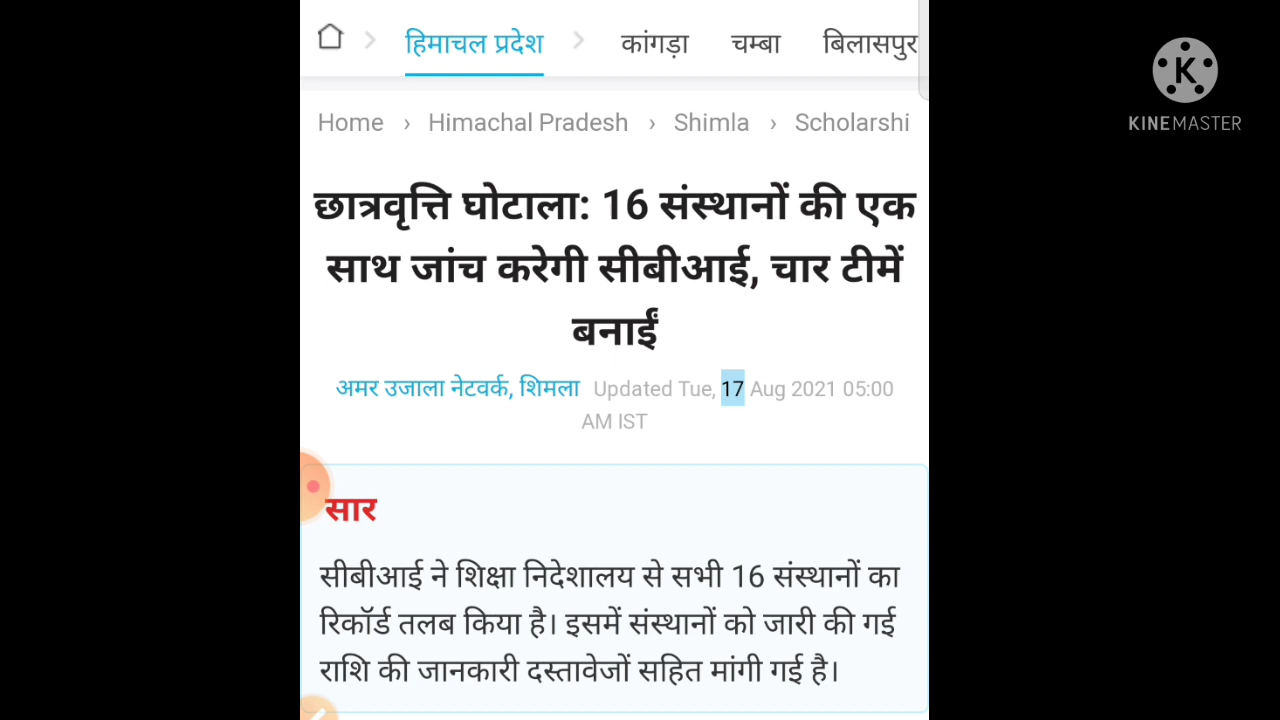 हिमाचल प्रदेश कांगड़ा चम्बा बिलासपुर
KINEMASTER
Home › Himachal Pradesh › Shimla › Scholarshi
छात्रवृत्ति घोटाला: 16 संस्थानों की एक
साथ जांच करेगी सीबीआई, चार टीमें
बनाईं
अमर उजाला नेटवर्क, शिमला Updated Tue, 17 Aug 2021 05:00
AM IST
सार
सीबीआई ने शिक्षा निदेशालय से सभी 16 संस्थानों का
रिकॉर्ड तलब किया है। इसमें संस्थानों को जारी की गई
राशि की जानकारी दस्तावेजों सहित मांगी गई है।